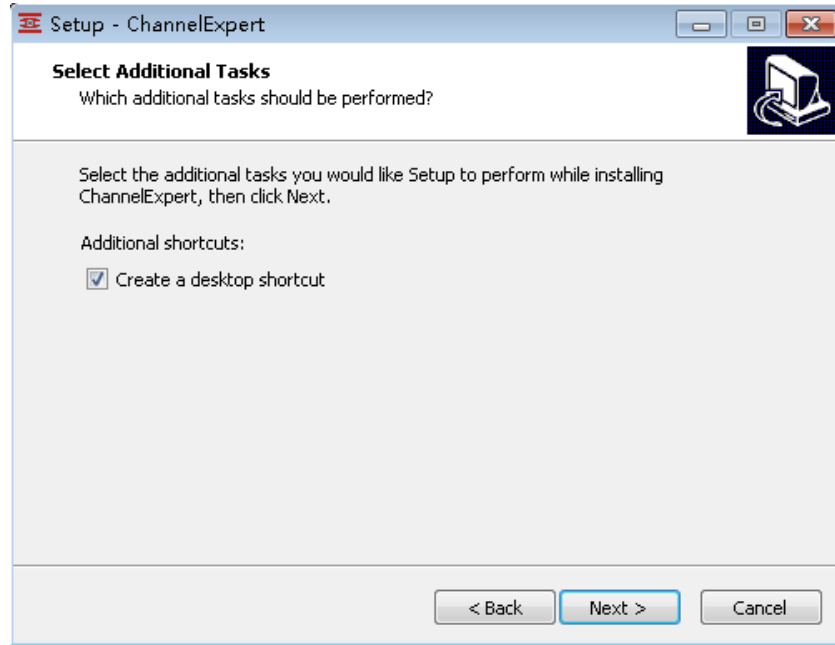 Setup - ChannelExpert
Select Additional Tasks
Which additional tasks should be performed?
Select the additional tasks you would like Setup to perform while installing
ChannelExpert, then click Next.
Additional shortcuts:
Create a desktop shortcut
< Back
Next >
Cancel